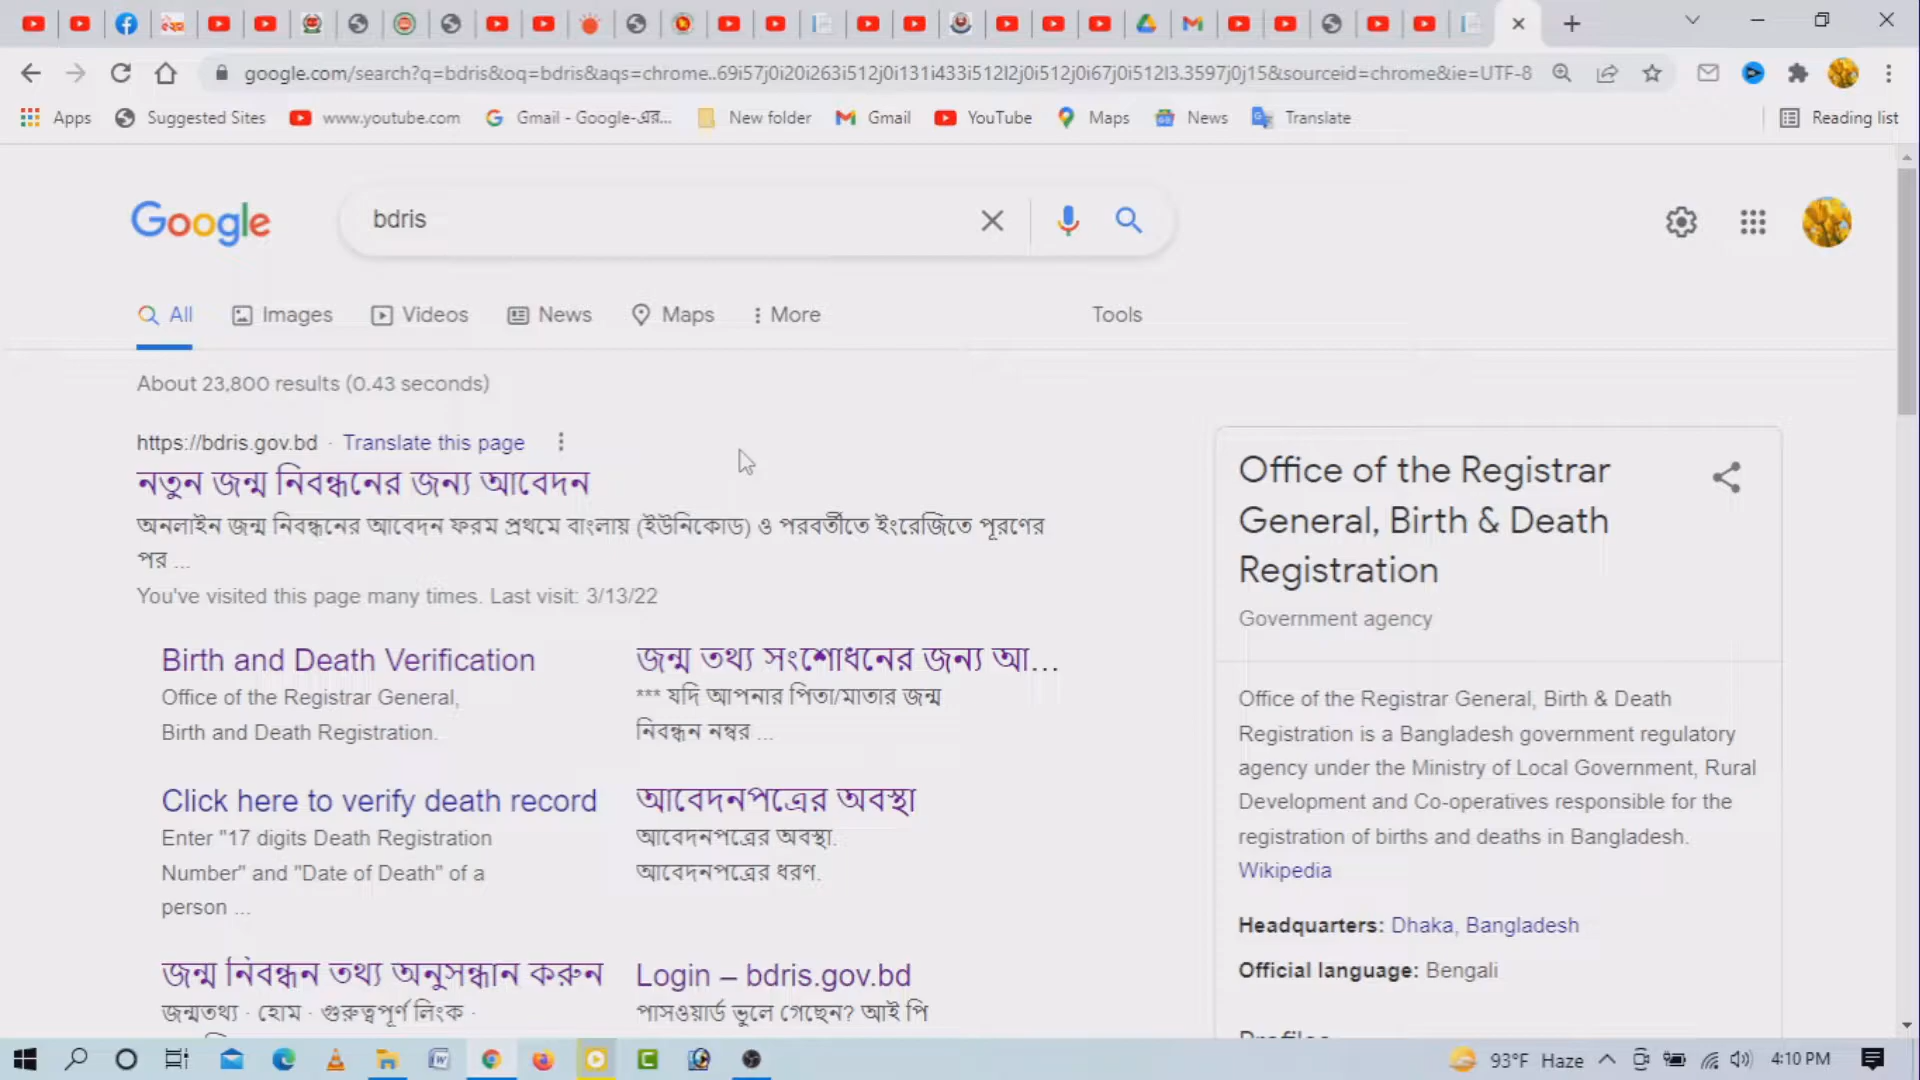 google.com/search?q=bdris&oq=bdris&aqs=chrome..69i57j0i20i263i512j0i131i433i512l2j0i512j0i67j0i512l3.3597j0j15&sourceid=chrome&ie=UTF-8
Apps Suggested Sites www.youtube.com Gmail - Google-এর... New folder Gmail YouTube Maps News Translate Reading list
Google bdris
All Images Videos News Maps More Tools
About 23,800 results (0.43 seconds)
https://bdris.gov.bd · Translate this page
নতুন জন্ম নিবন্ধনের জন্য আবেদন
অনলাইন জন্ম নিবন্ধনের আবেদন ফরম প্রথমে বাংলায় (ইউনিকোড) ও পরবর্তীতে ইংরেজিতে পূরণের
পর ...
You've visited this page many times. Last visit: 3/13/22
Birth and Death Verification
Office of the Registrar General,
Birth and Death Registration.
জন্ম তথ্য সংশোধনের জন্য আ...
*** যদি আপনার পিতা/মাতার জন্ম
নিবন্ধন নম্বর ...
Click here to verify death record
Enter "17 digits Death Registration
Number" and "Date of Death" of a
person ...
আবেদনপত্রের অবস্থা
আবেদনপত্রের অবস্থা.
আবেদনপত্রের ধরণ.
জন্ম নিবন্ধন তথ্য অনুসন্ধান করুন
জন্মতথ্য · হোম · গুরুত্বপূর্ণ লিংক ·
Login – bdris.gov.bd
পাসওয়ার্ড ভুলে গেছেন? আই পি
Office of the Registrar
General, Birth & Death
Registration
Government agency
Office of the Registrar General, Birth & Death
Registration is a Bangladesh government regulatory
agency under the Ministry of Local Government, Rural
Development and Co-operatives responsible for the
registration of births and deaths in Bangladesh.
Wikipedia
Headquarters: Dhaka, Bangladesh
Official language: Bengali
Profiles
93°F Haze 4:10 PM